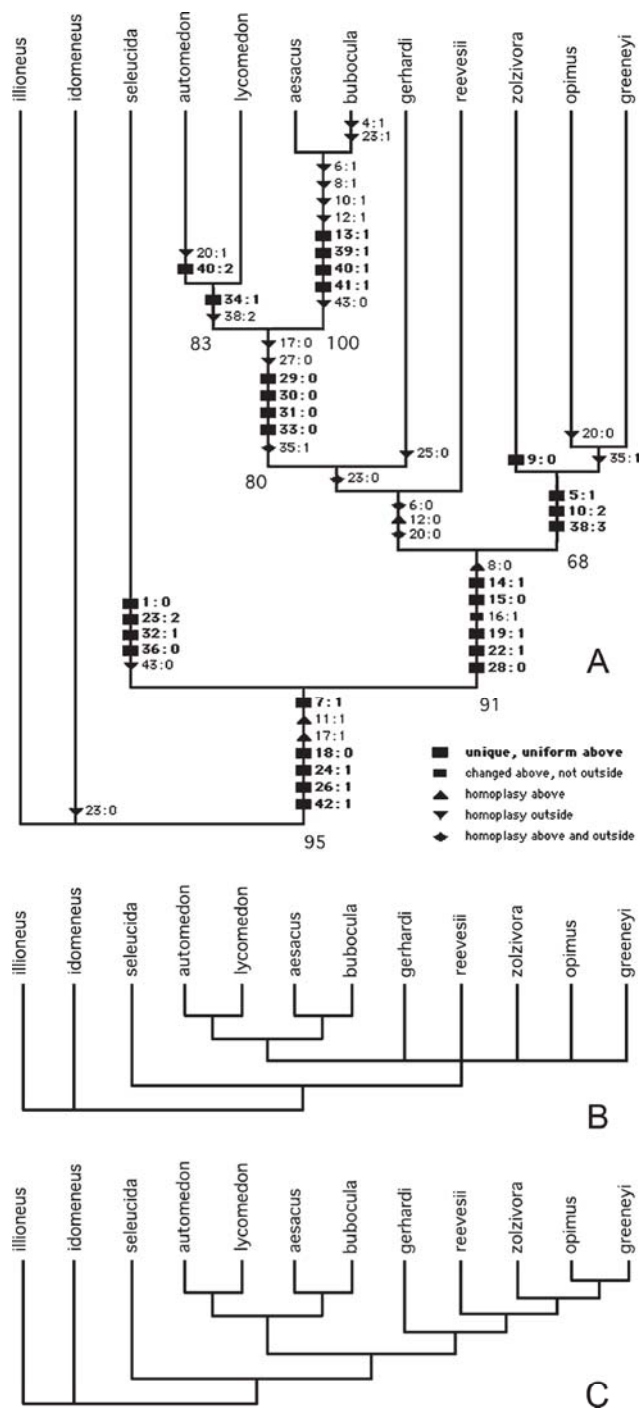 illioneus
idomeneus
seleucida
automedon
lycomedon
aesacus
bubocula
gerhardi
reevesii
zolzivora
opimus
greeneyi
4:1
23:1
6:1
8:1
10:1
12:1
13:1
39:1
40:1
41:1
43:0
20:1
40:2
34:1
38:2
83
100
17:0
27:0
29:0
30:0
31:0
33:0
35:1
80
25:0
23:0
6:0
12:0
20:0
20:0
35:1
9:0
5:1
10:2
38:3
68
8:0
14:1
15:0
16:1
19:1
22:1
28:0
91
1:0
23:2
32:1
36:0
43:0
7:1
11:1
17:1
18:0
24:1
26:1
42:1
95
23:0
A
unique, uniform above
changed above, not outside
homoplasy above
homoplasy outside
homoplasy above and outside
illioneus
idomeneus
seleucida
automedon
lycomedon
aesacus
bubocula
gerhardi
reevesii
zolzivora
opimus
greeneyi
B
illioneus
idomeneus
seleucida
automedon
lycomedon
aesacus
bubocula
gerhardi
reevesii
zolzivora
opimus
greeneyi
C